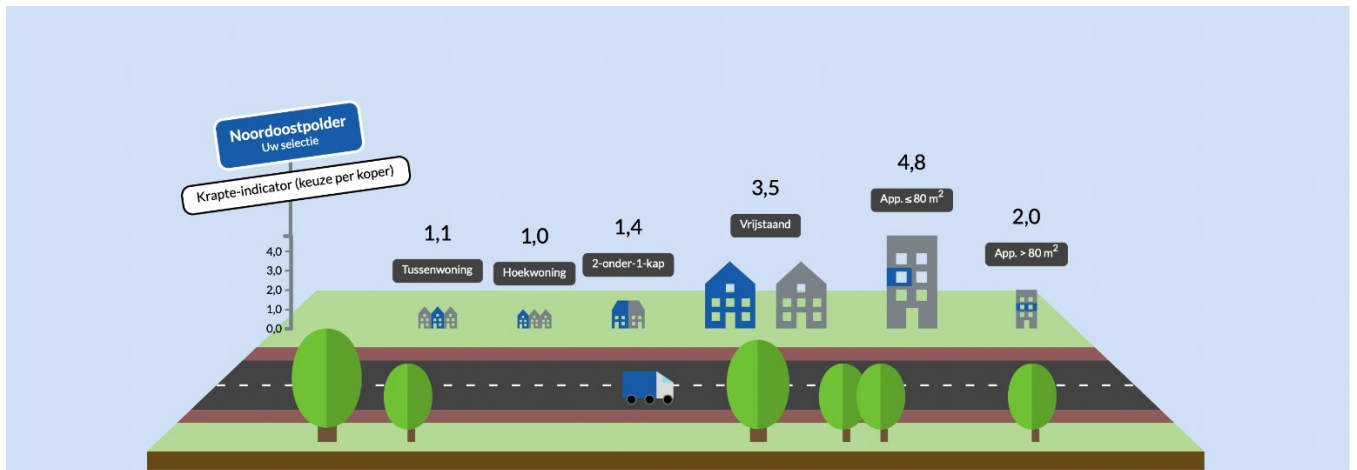 Noordoostpolder
Uw selectie
Krapte-indicator (keuze per koper)
4,0
3,0
2,0
1,0
0,0
1,1
Tussenwoning
1,0
Hoekwoning
1,4
2-onder-1-kap
3,5
Vrijstaand
4,8
App. ≤ 80 m²
2,0
App. > 80 m²